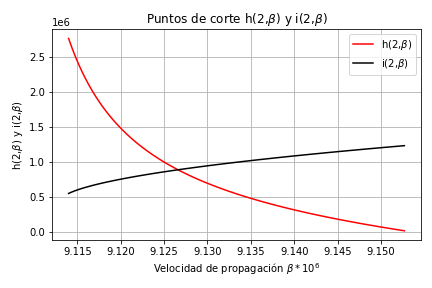 Puntos de corte h(2,β) y i(2,β)
1e6
h(2,β)
i(2,β)
2.5
2.0
1.5
1.0
0.5
0.0
h(2,β) y i(2,β)
9.115 9.120 9.125 9.130 9.135 9.140 9.145 9.150
Velocidad de propagación β * 10⁶